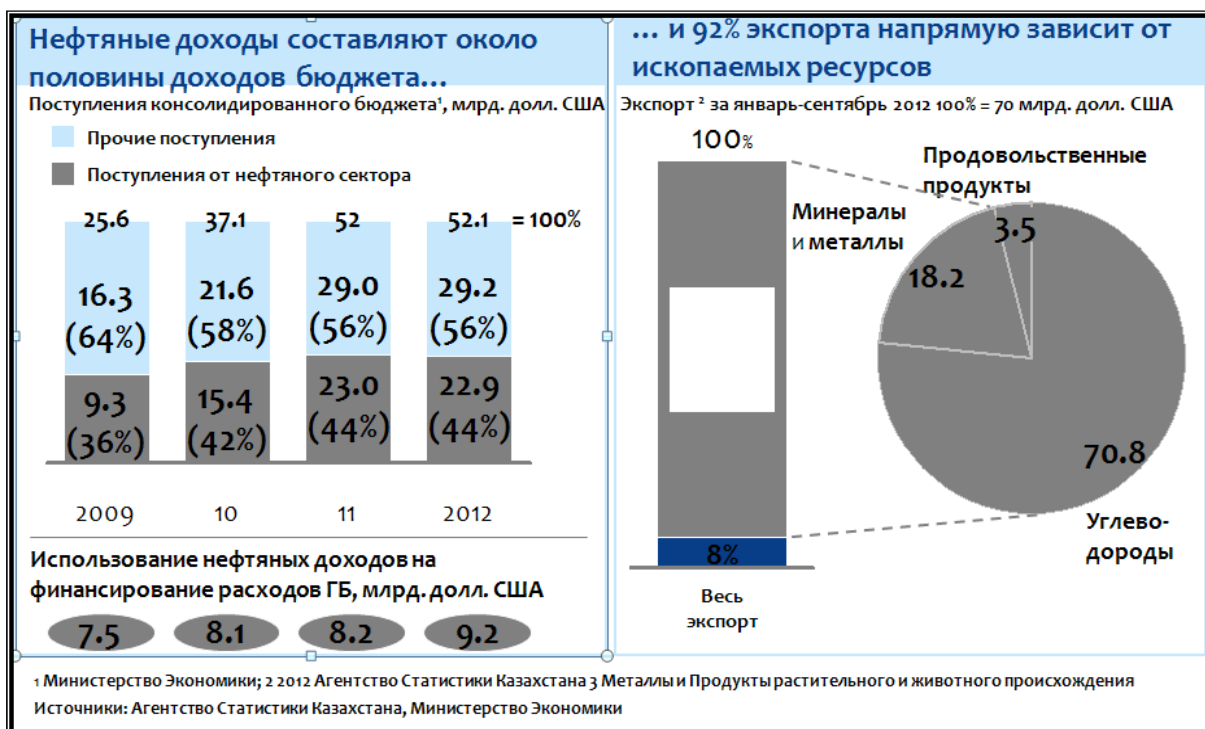 Нефтяные доходы составляют около
половины доходов бюджета...
Поступления консолидированного бюджета¹, млрд. долл. США
Прочие поступления
Поступления от нефтяного сектора
25.6 37.1 52 52.1 = 100%
16.3 21.6 29.0 29.2
(64%) (58%) (56%) (56%)
9.3 15.4 23.0 22.9
(36%) (42%) (44%) (44%)
2009 10 11 2012
Использование нефтяных доходов на
финансирование расходов ГБ, млрд. долл. США
7.5 8.1 8.2 9.2
... и 92% экспорта напрямую зависит от
ископаемых ресурсов
Экспорт ² за январь-сентябрь 2012 100% = 70 млрд. долл. США
100%
8%
Весь
экспорт
Продовольственные
продукты
3.5
Минералы
и металлы
18.2
70.8
Углево-
дороды
1 Министерство Экономики; 2 2012 Агентство Статистики Казахстана 3 Металлы и Продукты растительного и животного происхождения
Источники: Агентство Статистики Казахстана, Министерство Экономики